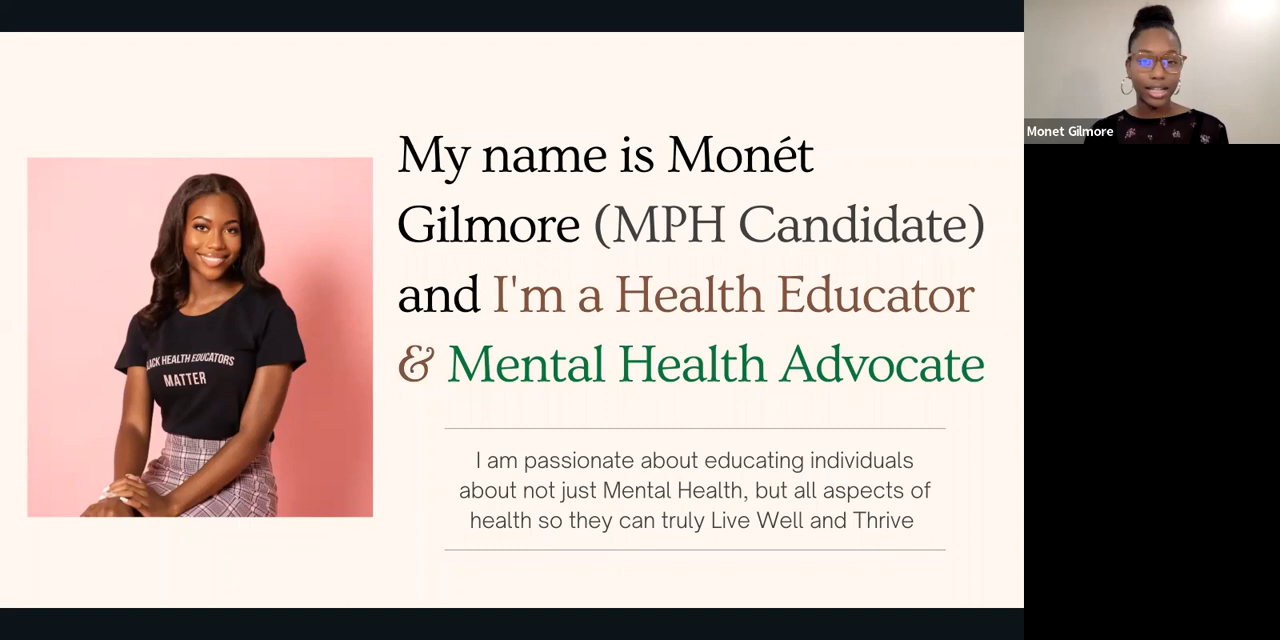 My name is Monét
Gilmore (MPH Candidate)
and I'm a Health Educator
& Mental Health Advocate
I am passionate about educating individuals
about not just Mental Health, but all aspects of
health so they can truly Live Well and Thrive
HEALTH EDUCATORS
MATTER
Monet Gilmore